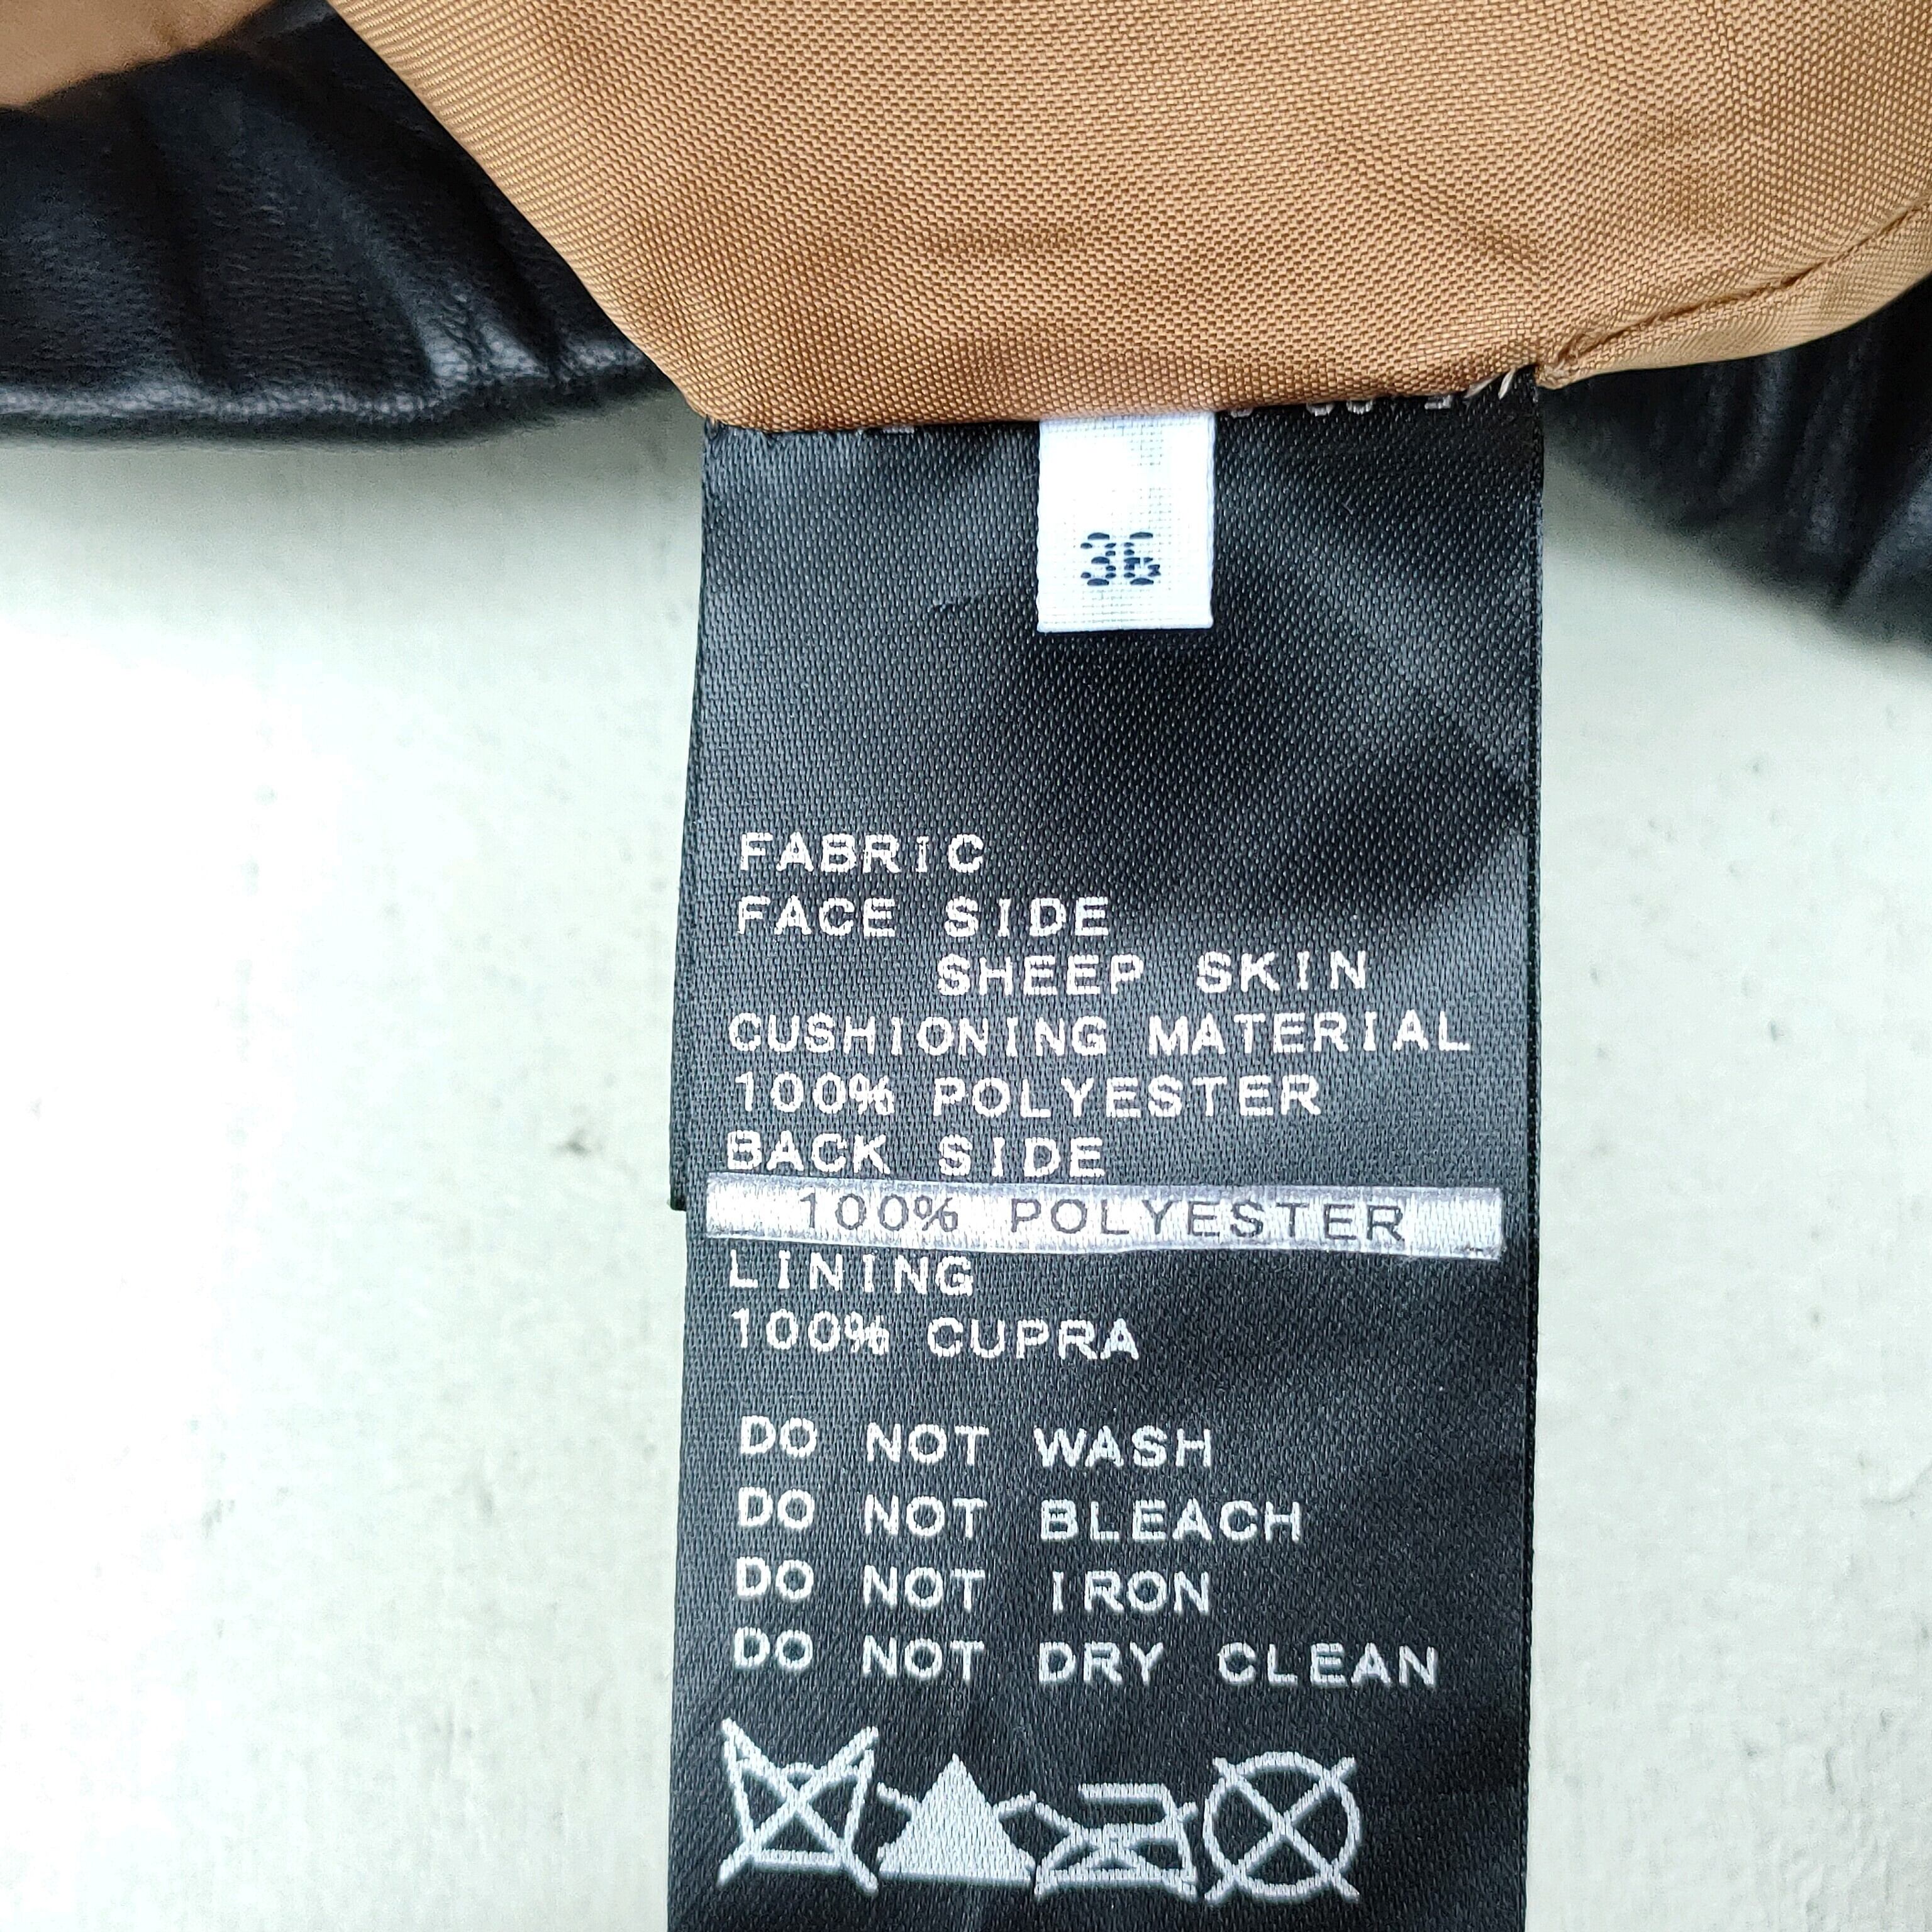 36
FABRIC
FACE SIDE
SHEEP SKIN
CUSHIONING MATERIAL
100% POLYESTER
BACK SIDE
100% POLYESTER
LINING
100% CUPRA
DO NOT WASH
DO NOT BLEACH
DO NOT IRON
DO NOT DRY CLEAN